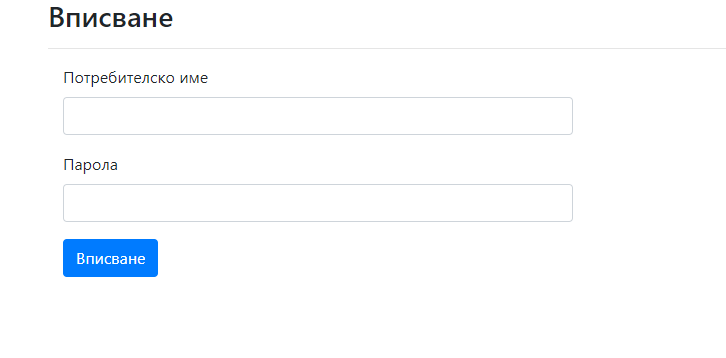 Вписване
Потребителско име
Парола
Вписване